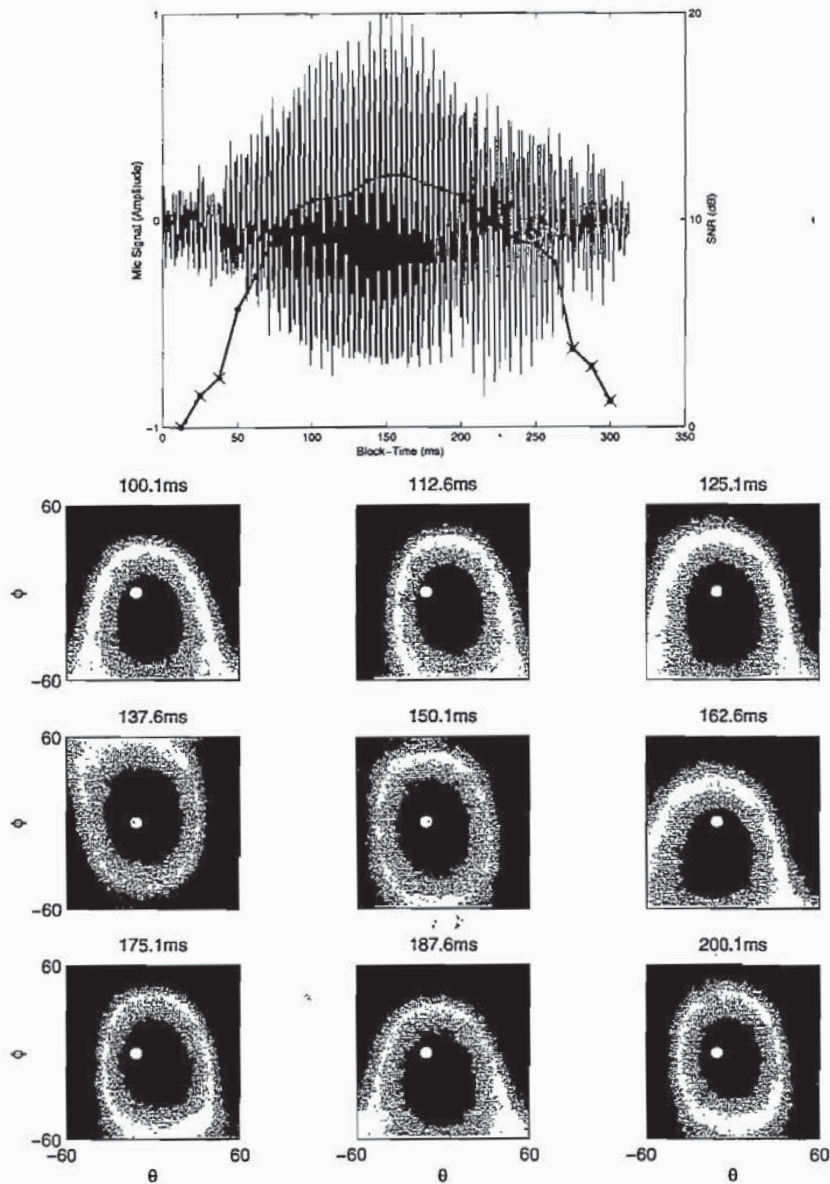 1
20
Mic Signal (Amplitude)
0
10
SNR (dB)
-1
0
0 50 100 150 200 250 300 350
Block-Time (ms)
100.1ms 112.6ms 125.1ms
60
ϕ
-60
137.6ms 150.1ms 162.6ms
60
ϕ
-60
175.1ms 187.6ms 200.1ms
60
ϕ
-60
-60 60 -60 60 -60 60
θ θ θ